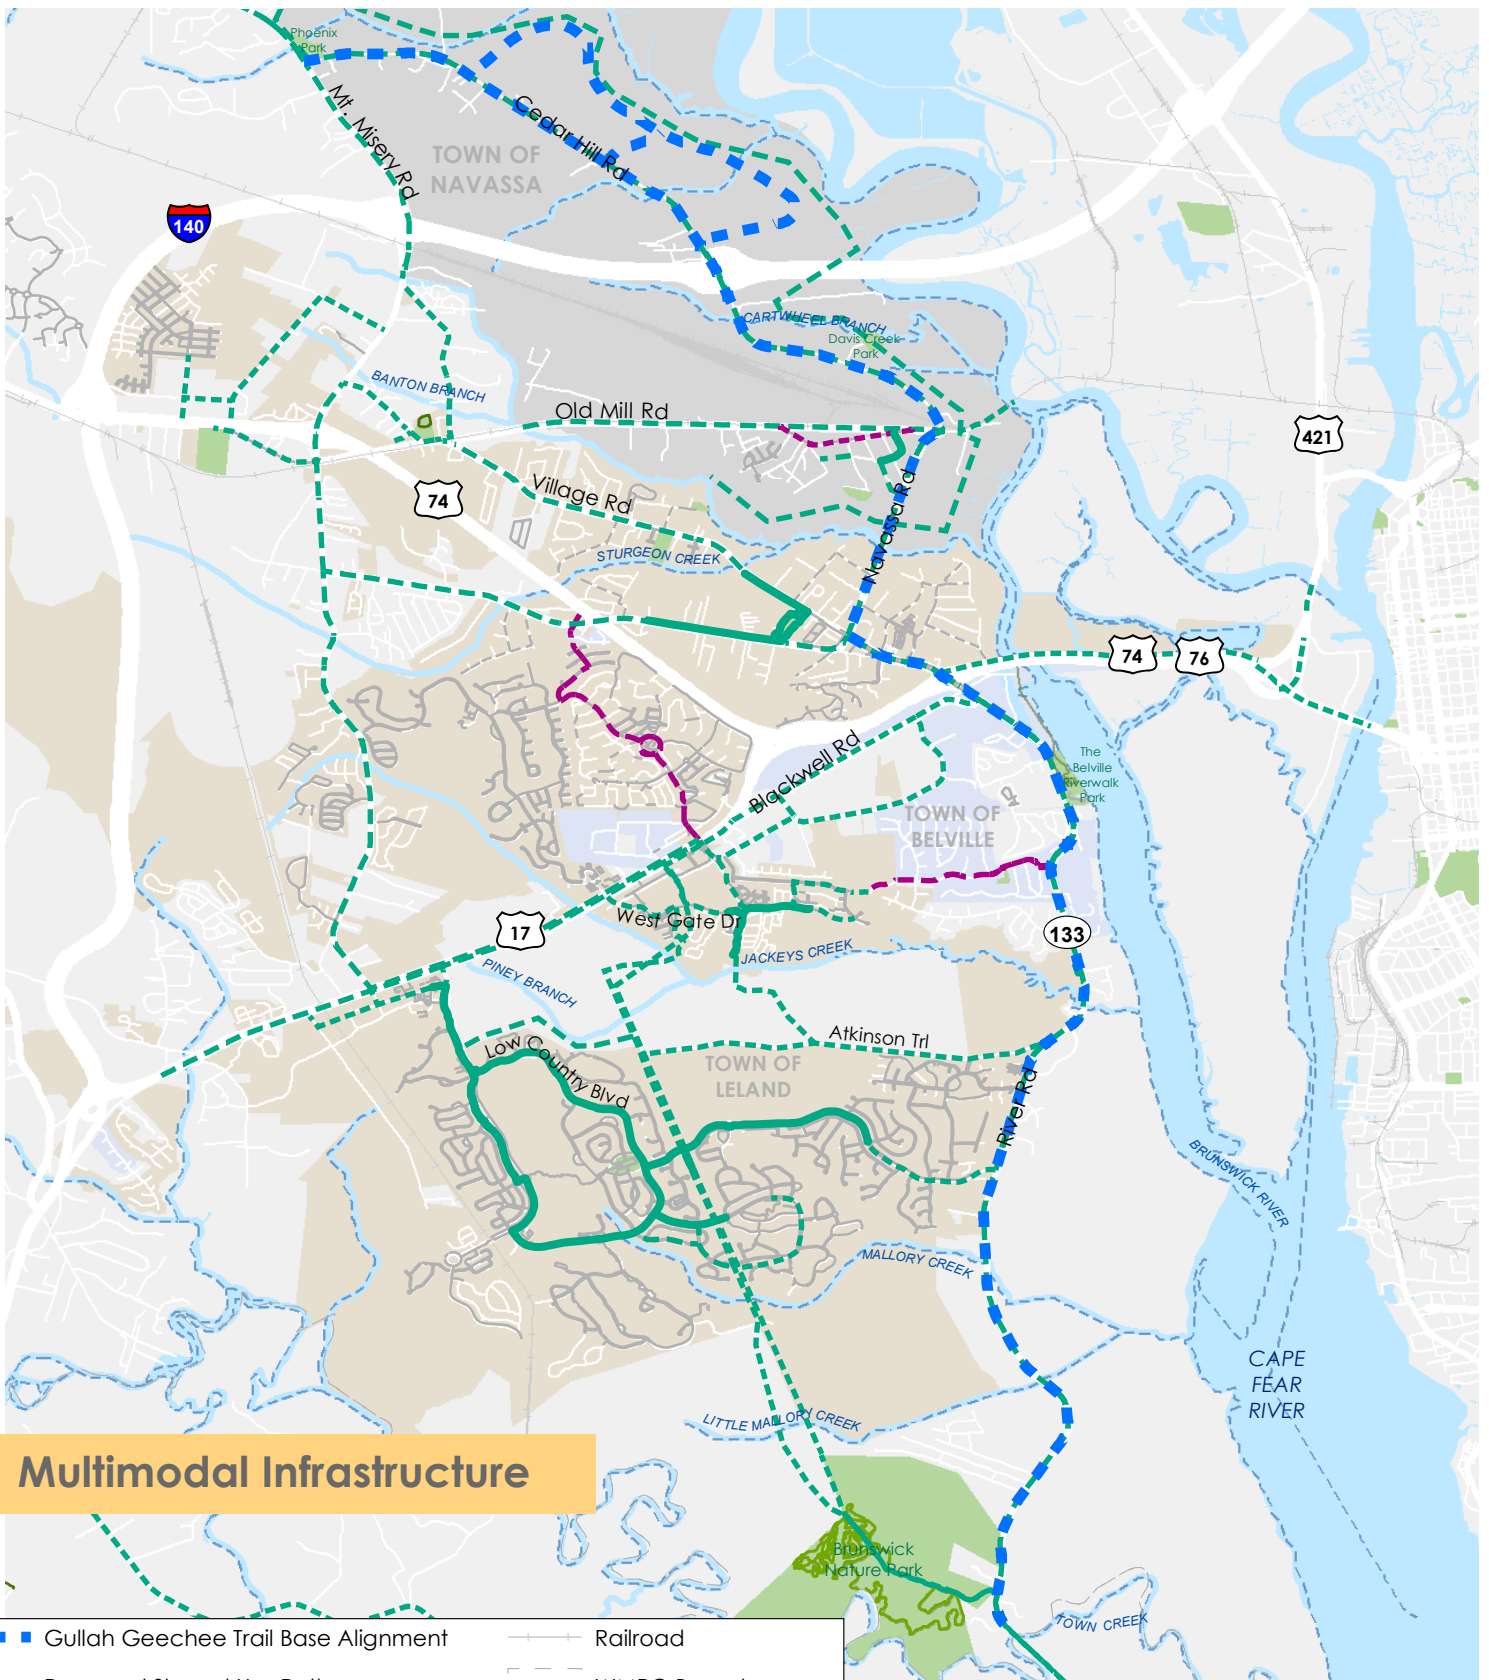 Phoenix
Park
Mt. Misery Rd
Cedar Hill Rd
TOWN OF
NAVASSA
140
CARTWHEEL BRANCH
Davis Creek
Park
BANTON BRANCH
Old Mill Rd
421
74
Village Rd
STURGEON CREEK
Navassa Rd
74
76
Blackwell Rd
The
Belville
Riverwalk
Park
TOWN OF
BELVILLE
17
West Gate Dr
133
JACKEYS CREEK
PINEY BRANCH
Atkinson Trl
Low Country Blvd
TOWN OF
LELAND
River Rd
BRUNSWICK RIVER
MALLORY CREEK
CAPE
FEAR
RIVER
LITTLE MALLORY CREEK
Multimodal Infrastructure
Brunswick
Nature Park
TOWN CREEK
Gullah Geechee Trail Base Alignment
Railroad